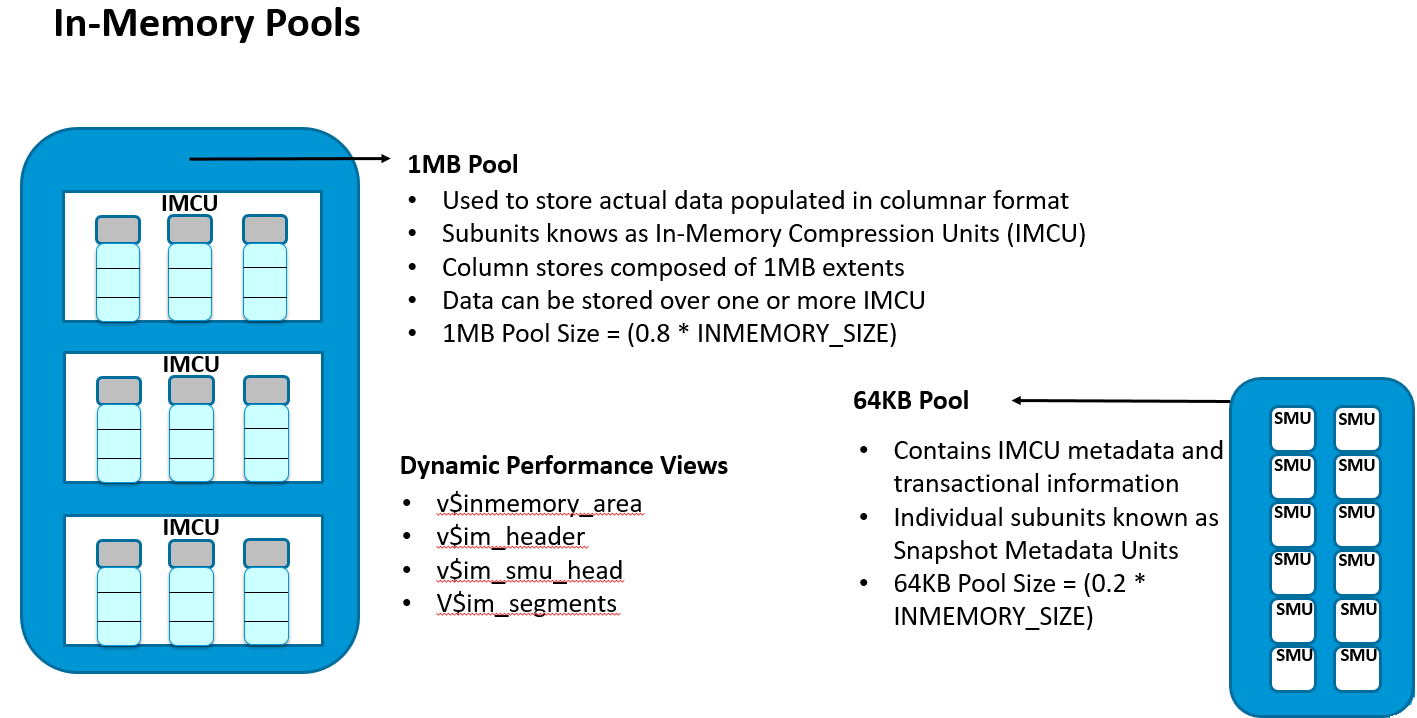 In-Memory Pools
IMCU
IMCU
IMCU
1MB Pool
• Used to store actual data populated in columnar format
• Subunits knows as In-Memory Compression Units (IMCU)
• Column stores composed of 1MB extents
• Data can be stored over one or more IMCU
• 1MB Pool Size = (0.8 * INMEMORY_SIZE)
Dynamic Performance Views
• v$inmemory_area
• v$im_header
• v$im_smu_head
• V$im_segments
64KB Pool
• Contains IMCU metadata and
transactional information
• Individual subunits known as
Snapshot Metadata Units
• 64KB Pool Size = (0.2 *
INMEMORY_SIZE)
SMU SMU
SMU SMU
SMU SMU
SMU SMU
SMU SMU
SMU SMU